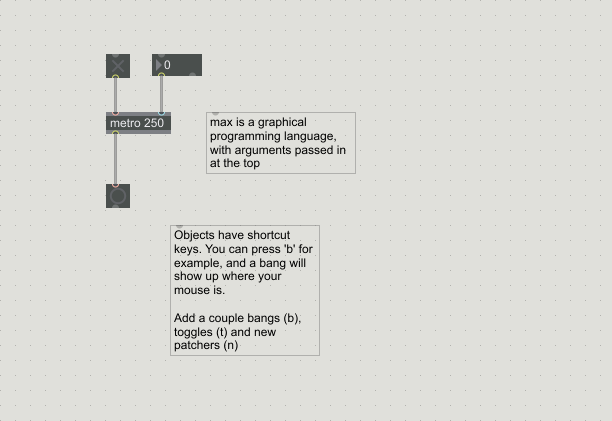 0
metro 250
max is a graphical
programming language,
with arguments passed in
at the top
Objects have shortcut
keys. You can press 'b' for
example, and a bang will
show up where your
mouse is.
Add a couple bangs (b),
toggles (t) and new
patchers (n)